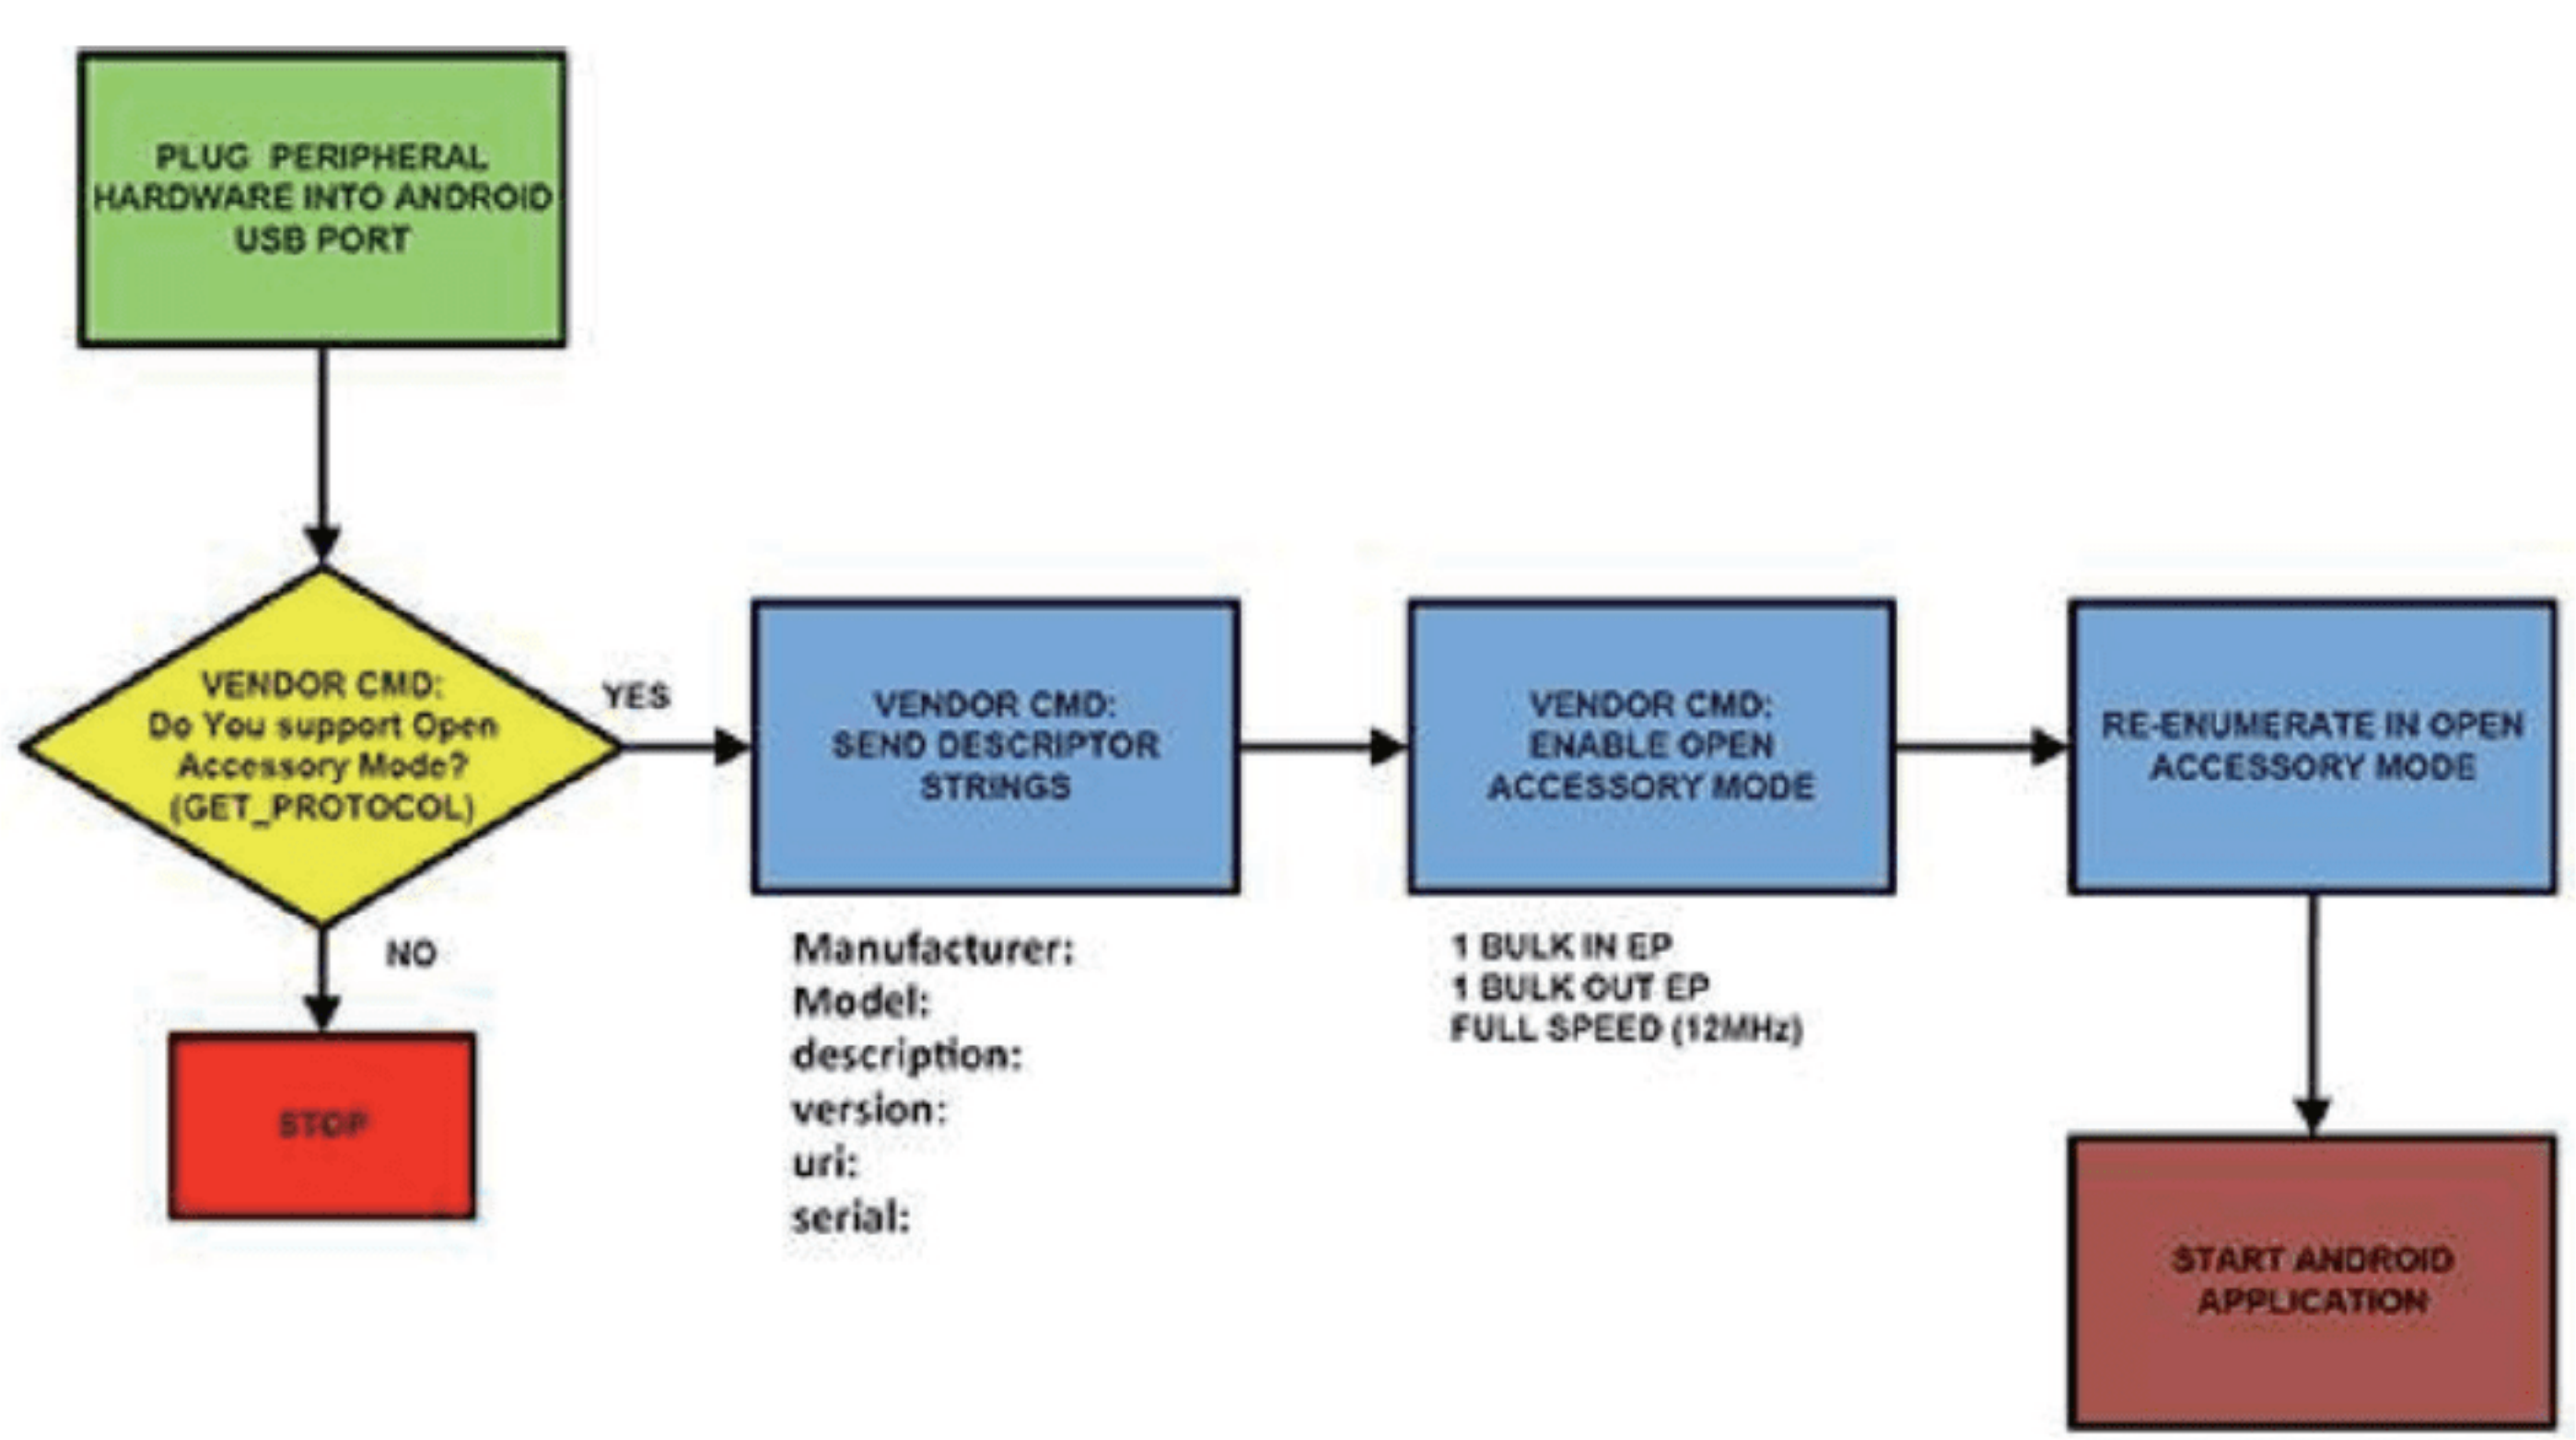 PLUG PERIPHERAL
HARDWARE INTO ANDROID
USB PORT
VENDOR CMD:
Do You support Open
Accessory Mode?
(GET_PROTOCOL)
YES
NO
STOP
VENDOR CMD:
SEND DESCRIPTOR
STRINGS
Manufacturer:
Model:
description:
version:
uri:
serial:
VENDOR CMD:
ENABLE OPEN
ACCESSORY MODE
1 BULK IN EP
1 BULK OUT EP
FULL SPEED (12MHz)
RE-ENUMERATE IN OPEN
ACCESSORY MODE
START ANDROID
APPLICATION